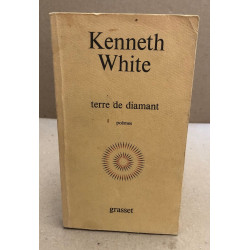 Kenneth
White
terre de diamant
poèmes
grasset